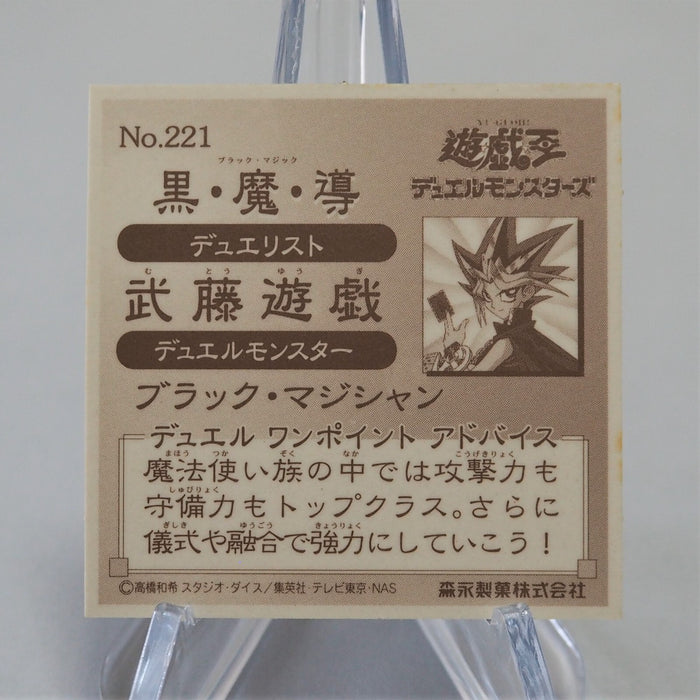 No.221
ブラック・マジック
黒・魔・導
YU-GI-OH!
遊戯王
デュエルモンスターズ
デュエリスト
むとうゆうぎ
武藤遊戯
デュエルモンスター
ブラック・マジシャン
デュエル ワンポイント アドバイス
まほうつか ぞく なか こうげきりょく
魔法使い族の中では攻撃力も
しゅびりょく
守備力もトップクラス。さらに
ぎしき ゆうごう きょうりょく
儀式や融合で強力にしていこう!
©高橋和希 スタジオ・ダイス/集英社・テレビ東京・NAS
森永製菓株式会社